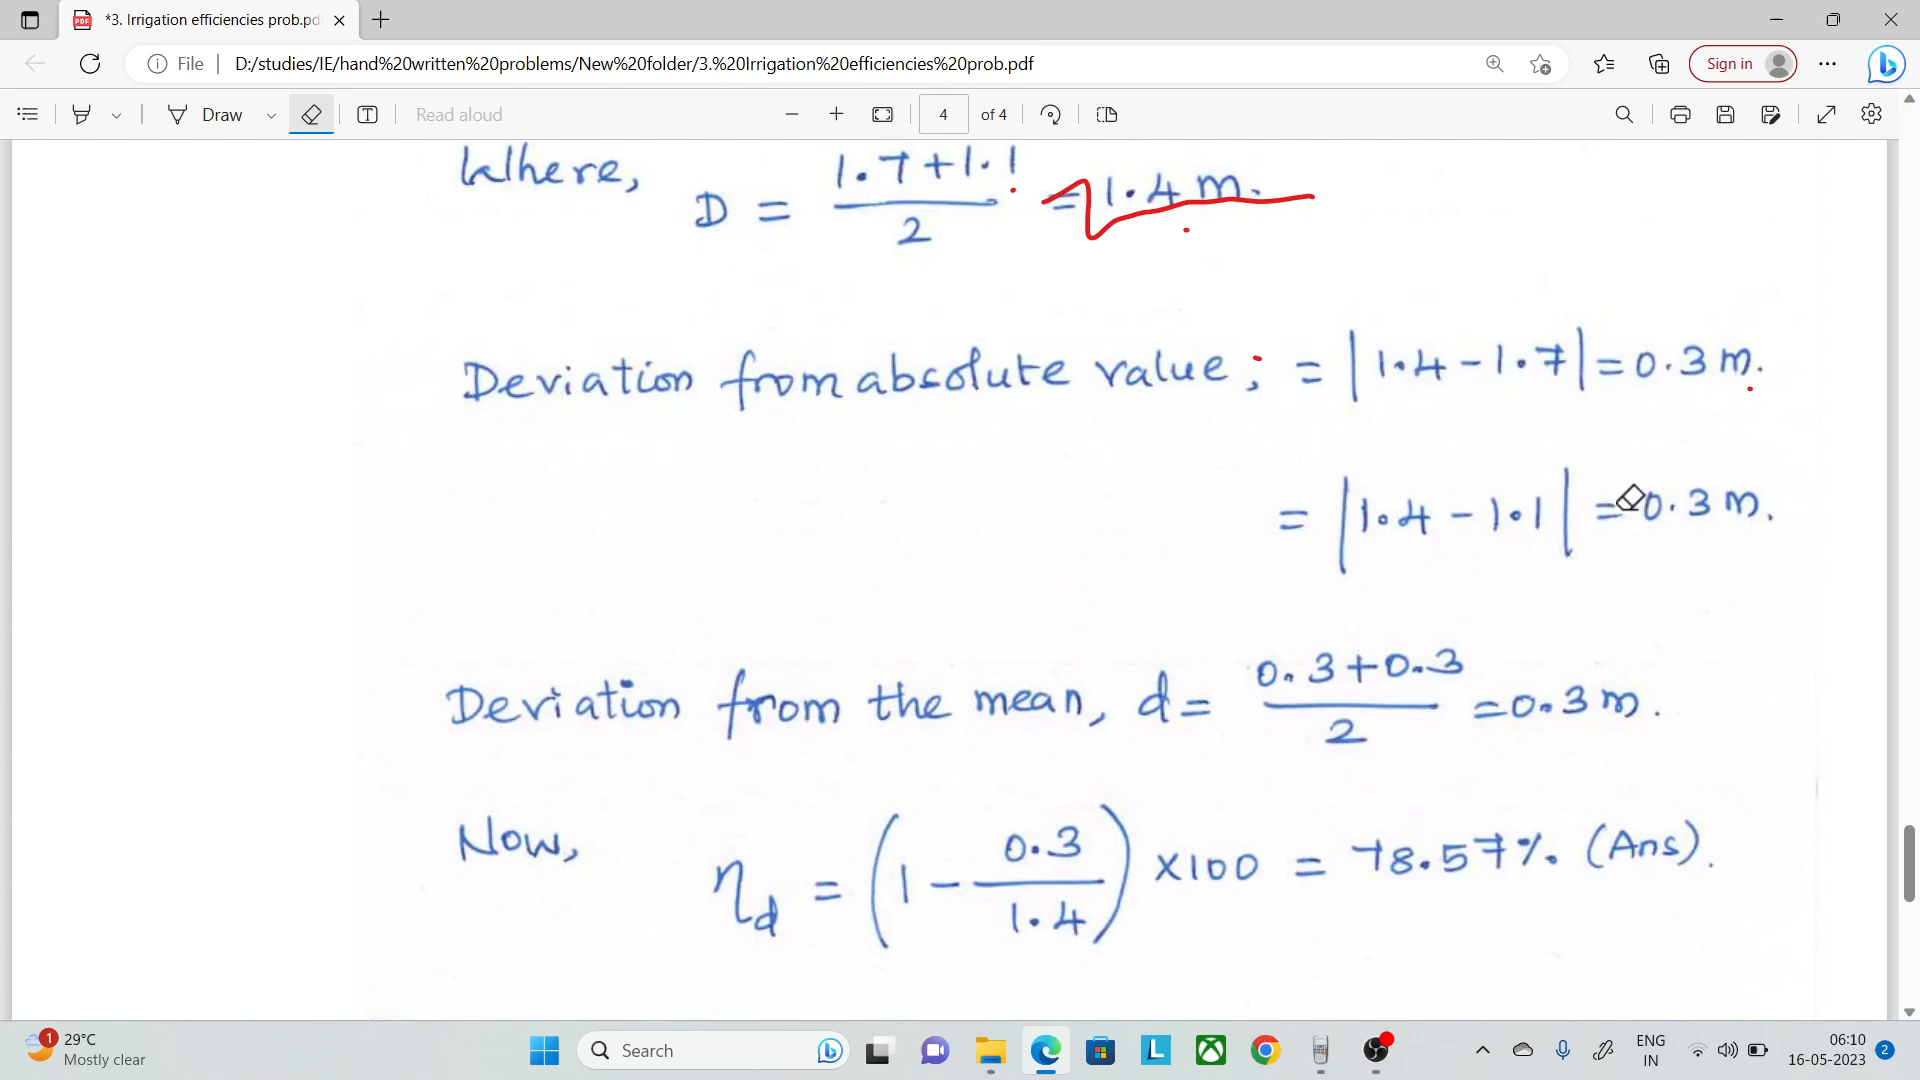 *3. Irrigation efficiencies prob.pd
File
D:/studies/IE/hand%20written%20problems/New%20folder/3.%20Irrigation%20efficiencies%20prob.pdf
Sign in
Draw
Read aloud
4 of 4
Where, D = (1.7+1.1)/2 = 1.4 m.
Deviation from absolute value; = |1.4-1.7| = 0.3 m.
= |1.4-1.1| = 0.3 m.
Deviation from the mean, d = (0.3+0.3)/2 = 0.3 m.
Now, ηd = (1 - 0.3/1.4) x100 = 78.57% (Ans).
1
29°C
Mostly clear
Search
ENG
IN
06:10
16-05-2023
2